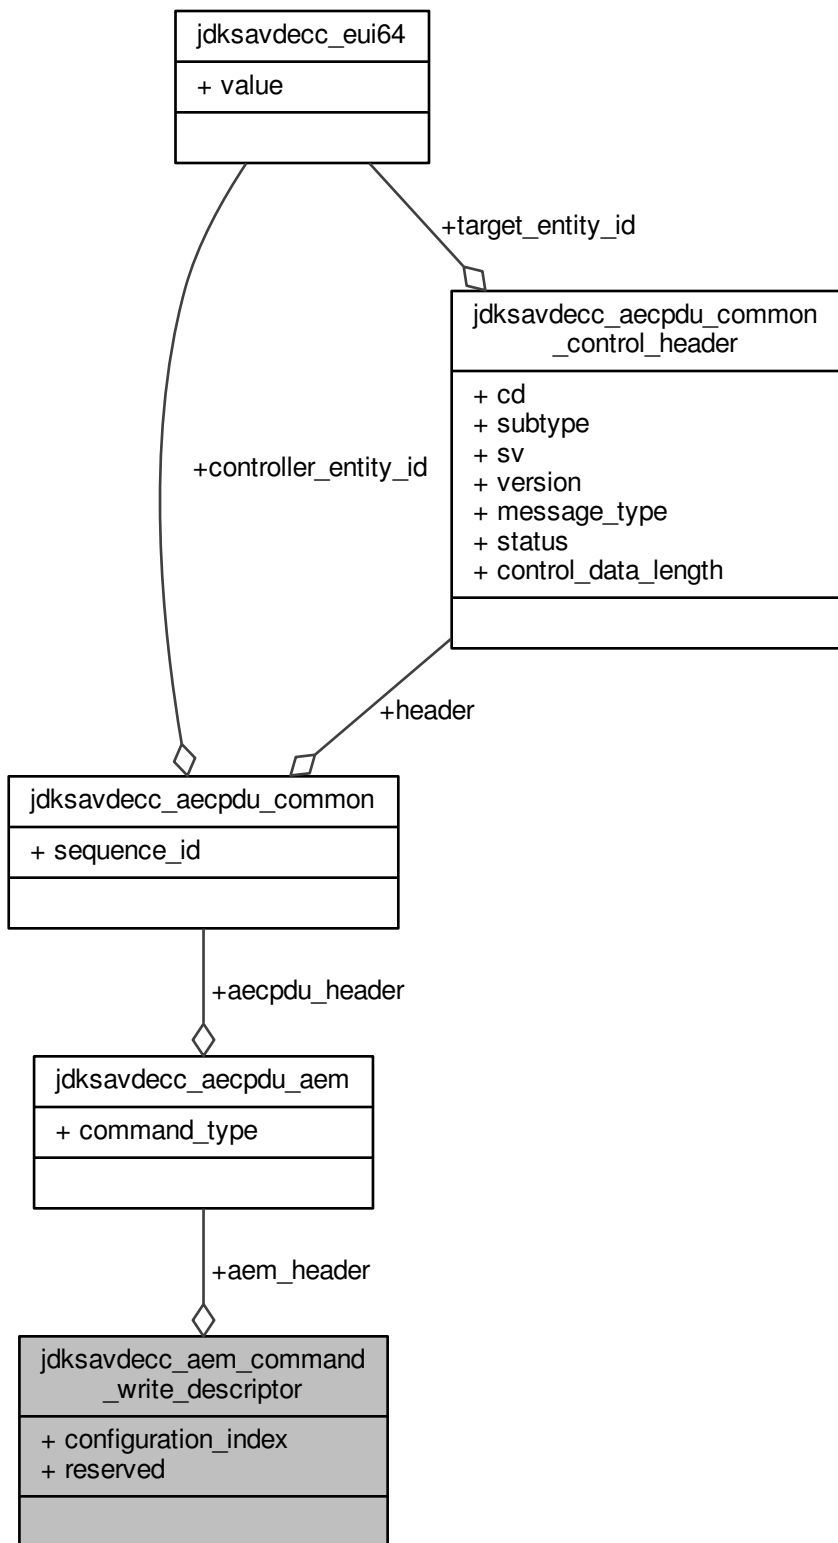 jdksavdecc_eui64
+ value
+target_entity_id
jdksavdecc_aecpdu_common
_control_header
+ cd
+ subtype
+ sv
+ version
+ message_type
+ status
+ control_data_length
+controller_entity_id
+header
jdksavdecc_aecpdu_common
+ sequence_id
+aecpdu_header
jdksavdecc_aecpdu_aem
+ command_type
+aem_header
jdksavdecc_aem_command
_write_descriptor
+ configuration_index
+ reserved